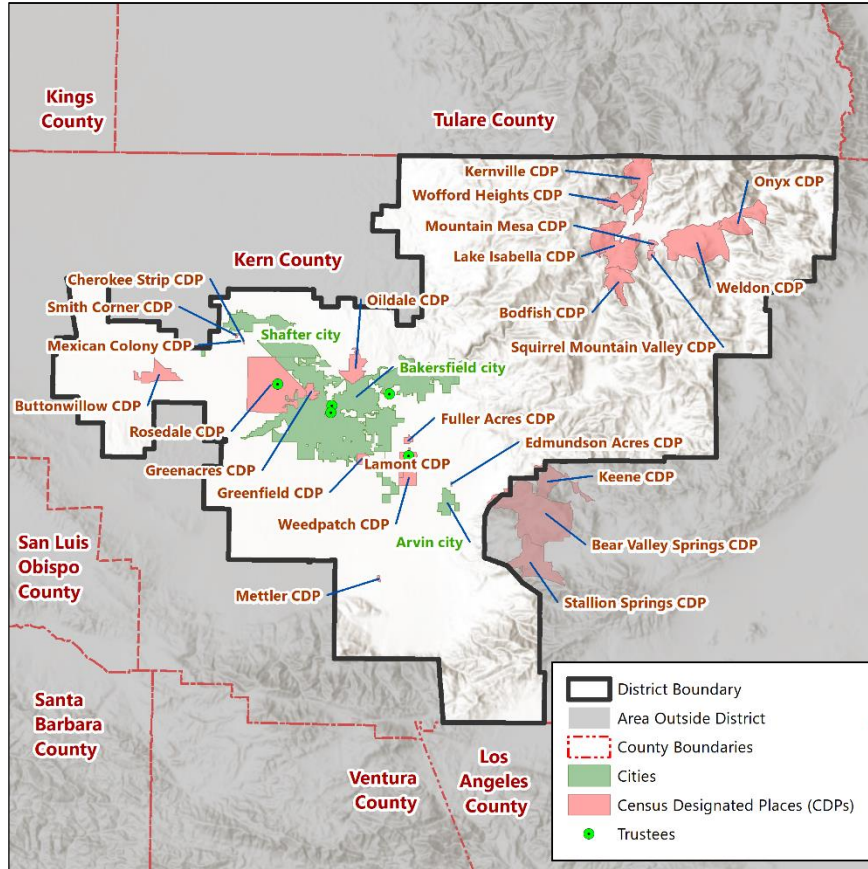 Kings
County
Tulare County
Kernville CDP
Onyx CDP
Wofford Heights CDP
Mountain Mesa CDP
Lake Isabella CDP
Kern County
Cherokee Strip CDP
Oildale CDP
Weldon CDP
Smith Corner CDP
Bodfish CDP
Shafter city
Mexican Colony CDP
Squirrel Mountain Valley CDP
Bakersfield city
Buttonwillow CDP
Rosedale CDP
Fuller Acres CDP
Edmundson Acres CDP
Greenacres CDP
Lamont CDP
Keene CDP
Greenfield CDP
Weedpatch CDP
Arvin city
Bear Valley Springs CDP
San Luis
Obispo
County
Mettler CDP
Stallion Springs CDP
Santa
Barbara
County
Ventura
County
Los
Angeles
County
District Boundary
Area Outside District
County Boundaries
Cities
Census Designated Places (CDPs)
Trustees